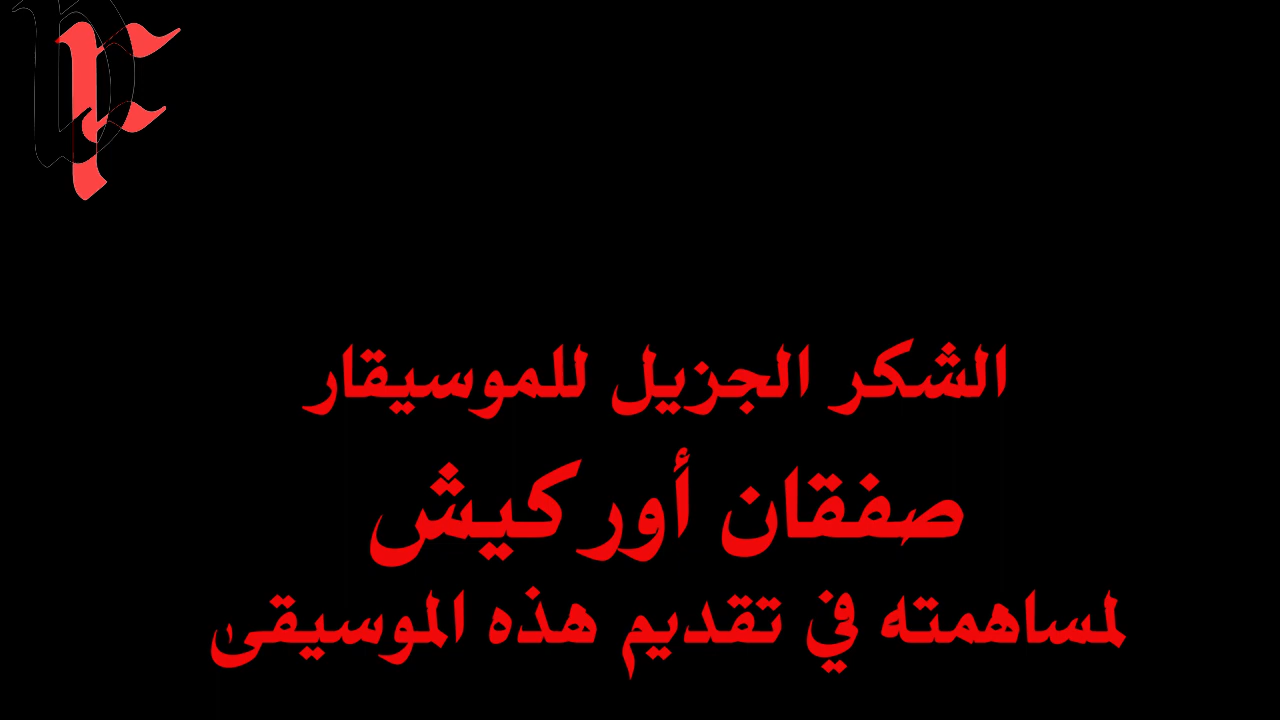 الشكر الجزيل للموسيقار
صفقان أوركيش
لمساهمته في تقديم هذه الموسيقى